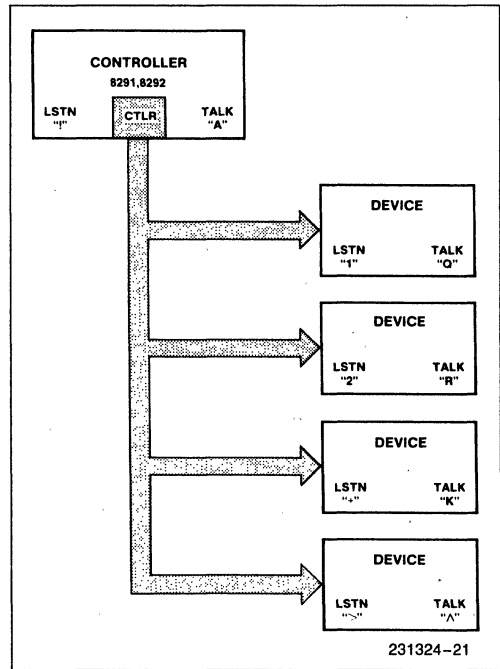 CONTROLLER
8291,8292
LSTN TALK
"!" "A"
CTLR
DEVICE
LSTN TALK
"1" "Q"
DEVICE
LSTN TALK
"2" "R"
DEVICE
LSTN TALK
"+" "K"
DEVICE
LSTN TALK
">" "^"
231324-21